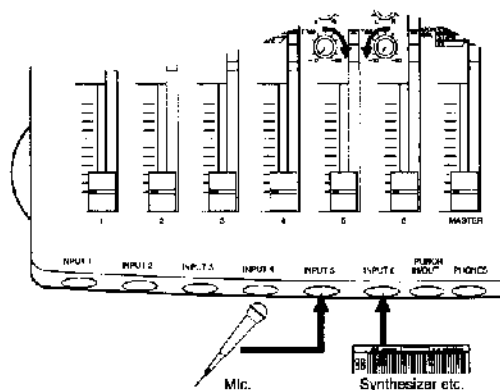 1 2 3 4 5 6 MASTER
INPUT 1 INPUT 2 INPUT 3 INPUT 4 INPUT 5 INPUT 6 PUNCH IN/OUT PHONES
Mic. Synthesizer etc.